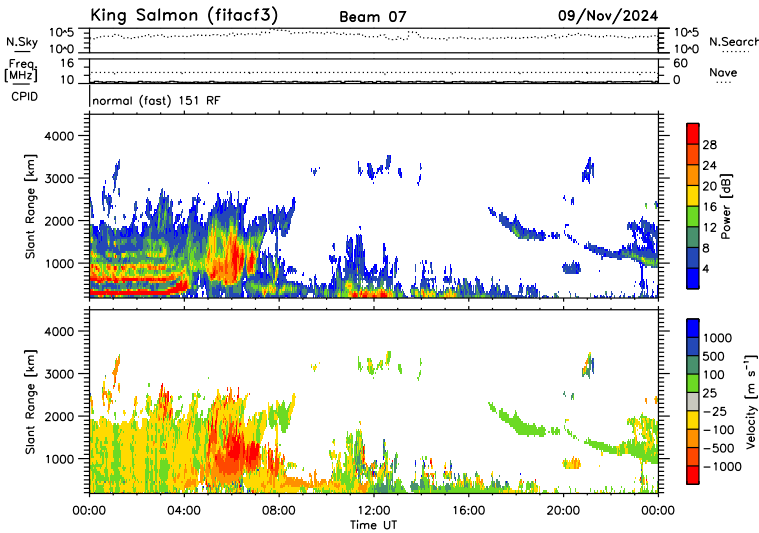 King Salmon (fitacf3) Beam 07 09/Nov/2024
N.Sky 10^5 10^0 10^5 10^0 N.Search
Freq. [MHz] 16 10 60 0 Nave
CPID normal (fast) 151 RF
Slant Range [km] 4000 3000 2000 1000
28 24 20 16 12 8 4 Power [dB]
Slant Range [km] 4000 3000 2000 1000
1000 500 100 25 -25 -100 -500 -1000 Velocity [m s⁻¹]
00:00 04:00 08:00 12:00 16:00 20:00 00:00
Time UT